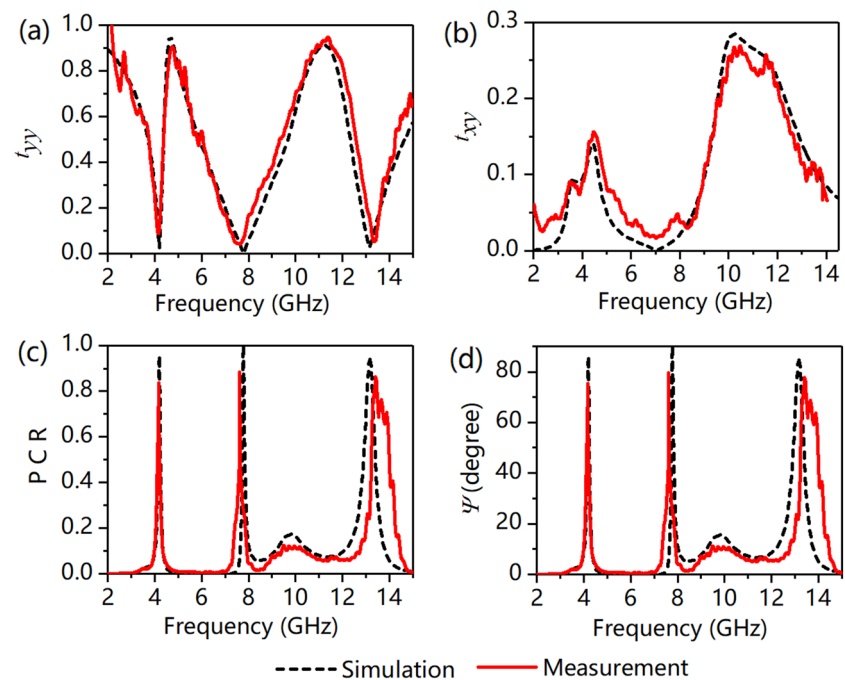 (a)
1.0
0.8
0.6
0.4
0.2
0.0
tyy
2 4 6 8 10 12 14
Frequency (GHz)
(b)
0.3
0.2
0.1
0.0
txy
2 4 6 8 10 12 14
Frequency (GHz)
(c)
1.0
0.8
0.6
0.4
0.2
0.0
P C R
2 4 6 8 10 12 14
Frequency (GHz)
(d)
80
60
40
20
0
Ψ (degree)
2 4 6 8 10 12 14
Frequency (GHz)
Simulation Measurement